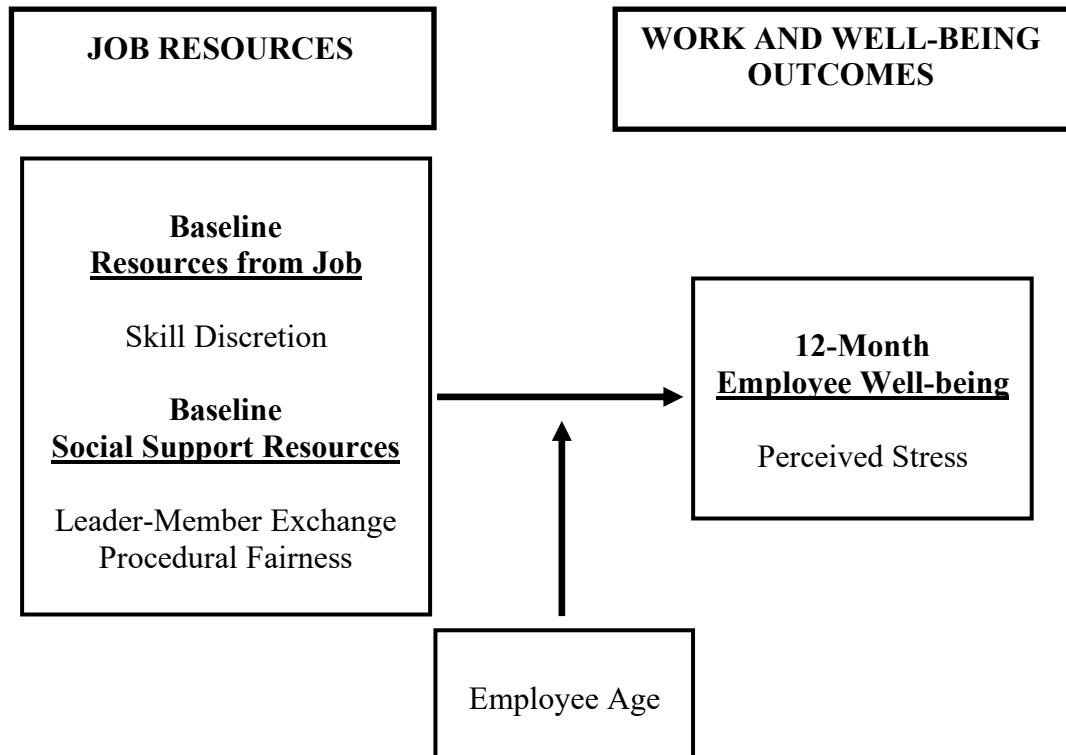 JOB RESOURCES
WORK AND WELL-BEING
OUTCOMES
Baseline
Resources from Job
Skill Discretion
Baseline
Social Support Resources
Leader-Member Exchange
Procedural Fairness
12-Month
Employee Well-being
Perceived Stress
Employee Age